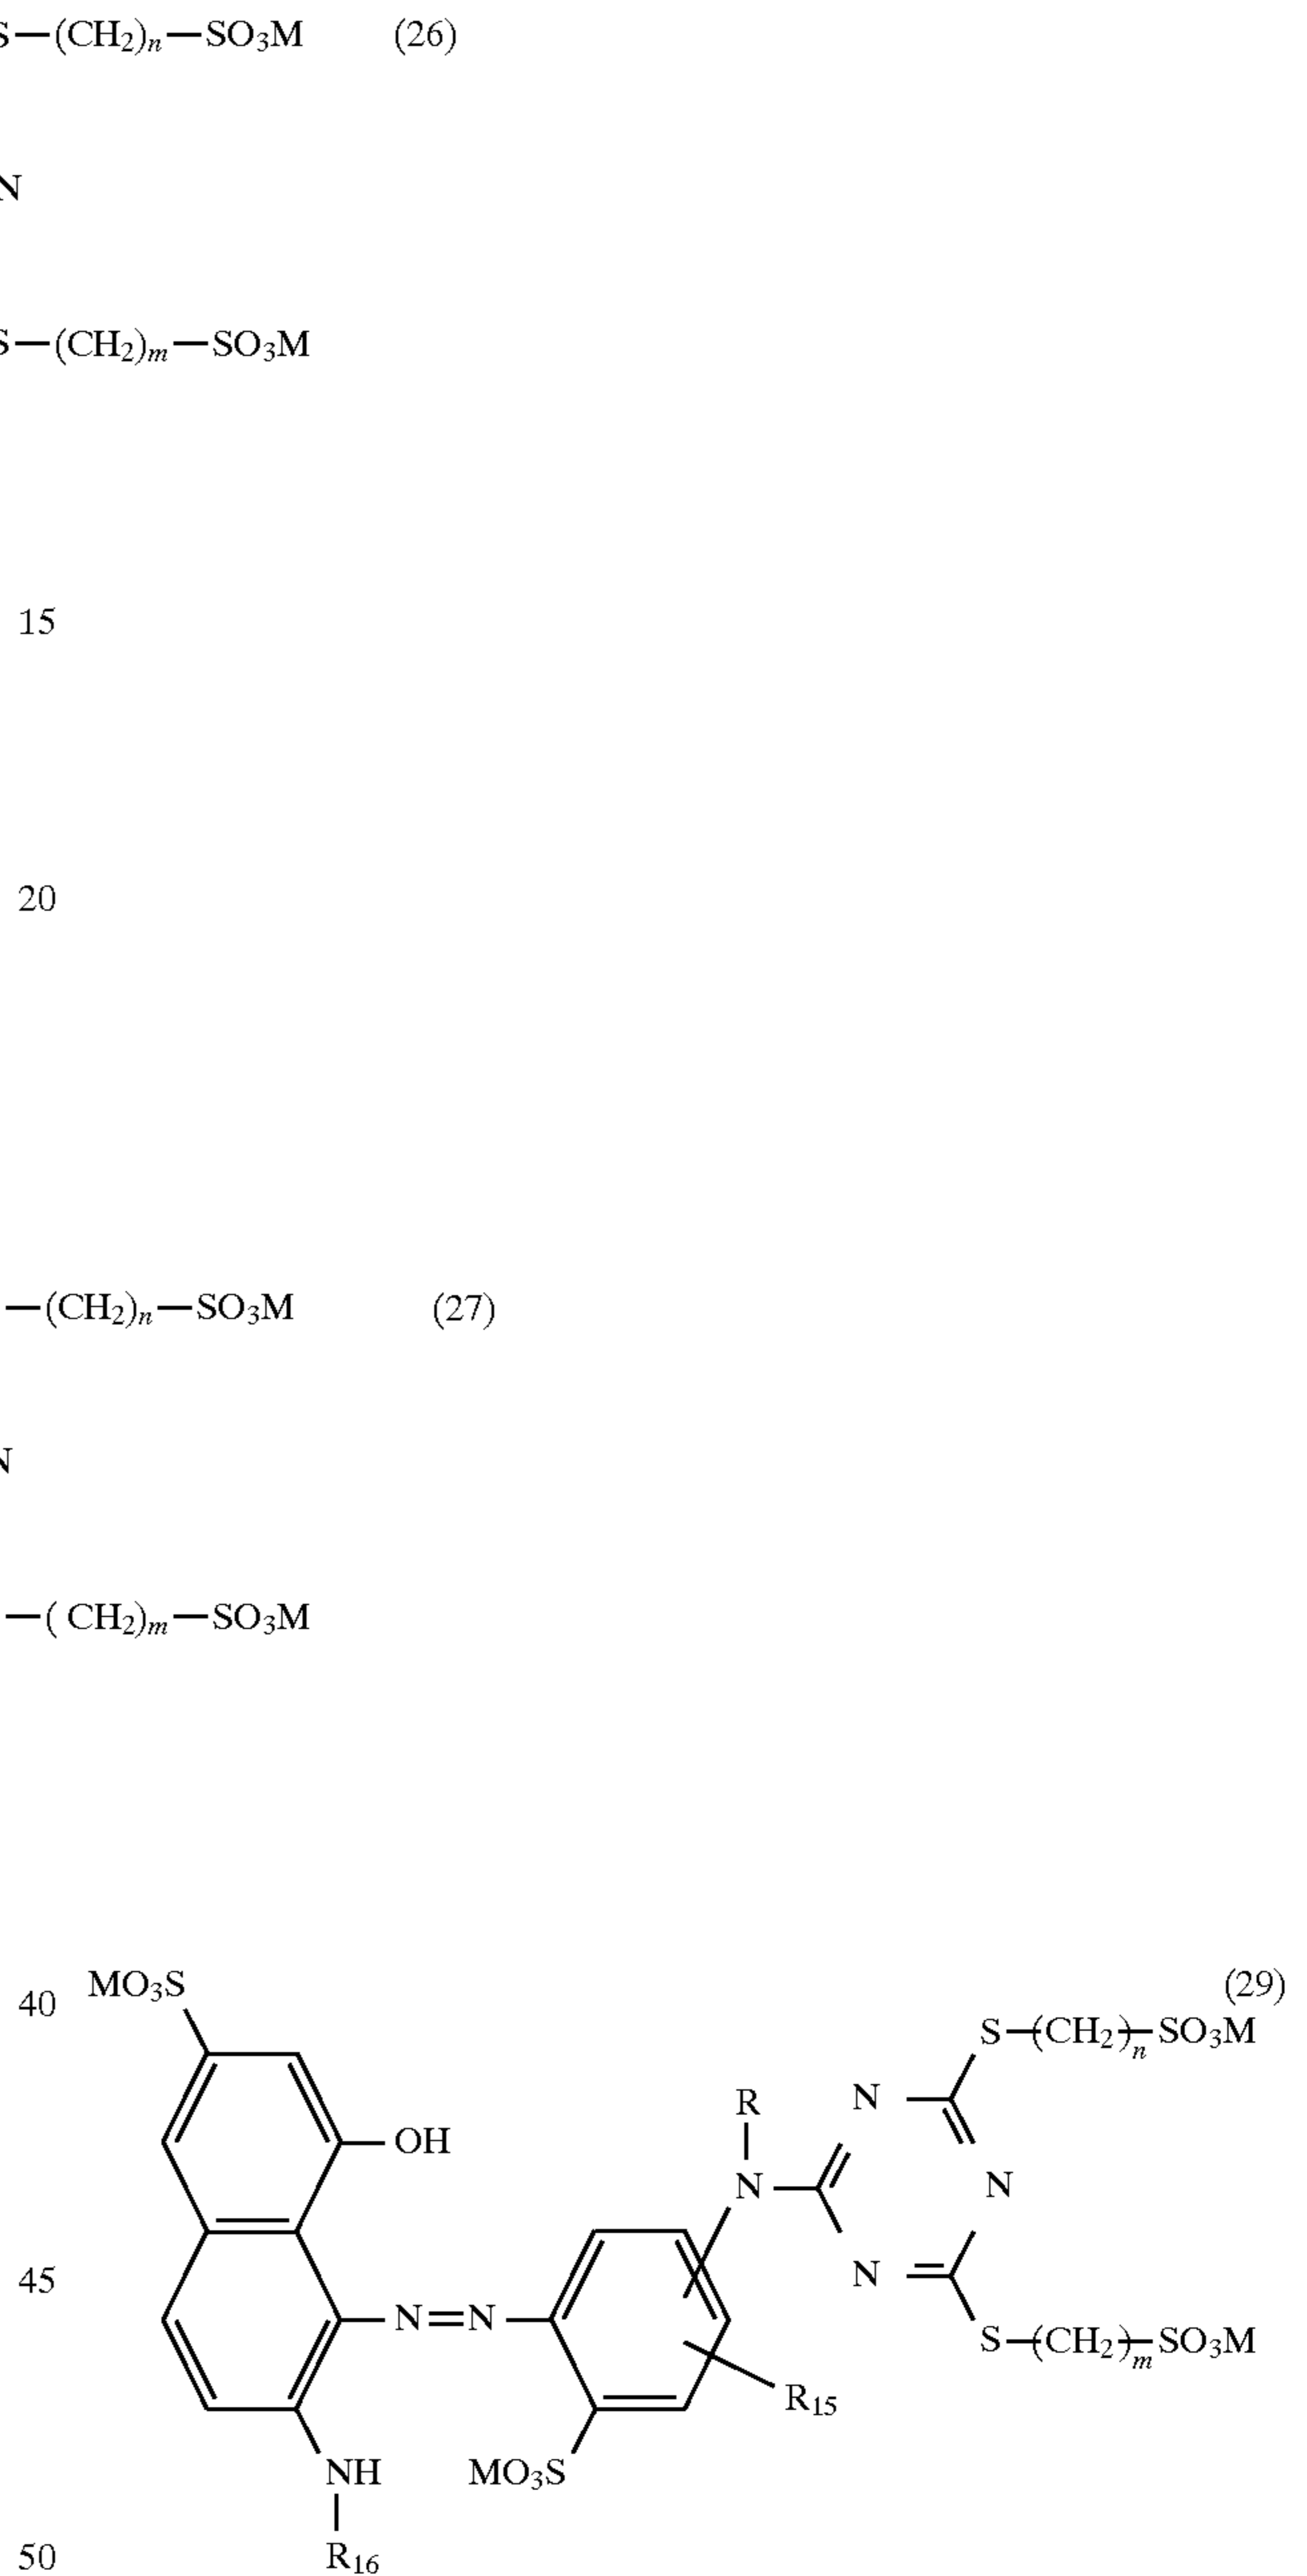 S—(CH₂)ₙ—SO₃M (26)
N
S—(CH₂)ₘ—SO₃M
15
20
—(CH₂)ₙ—SO₃M (27)
N
—( CH₂)ₘ—SO₃M
40 MO₃S (29)
S—(CH₂)ₙ—SO₃M
R N
OH
N N
N=N
45 N
S—(CH₂)ₘ—SO₃M
R₁₅
NH MO₃S
50 R₁₆